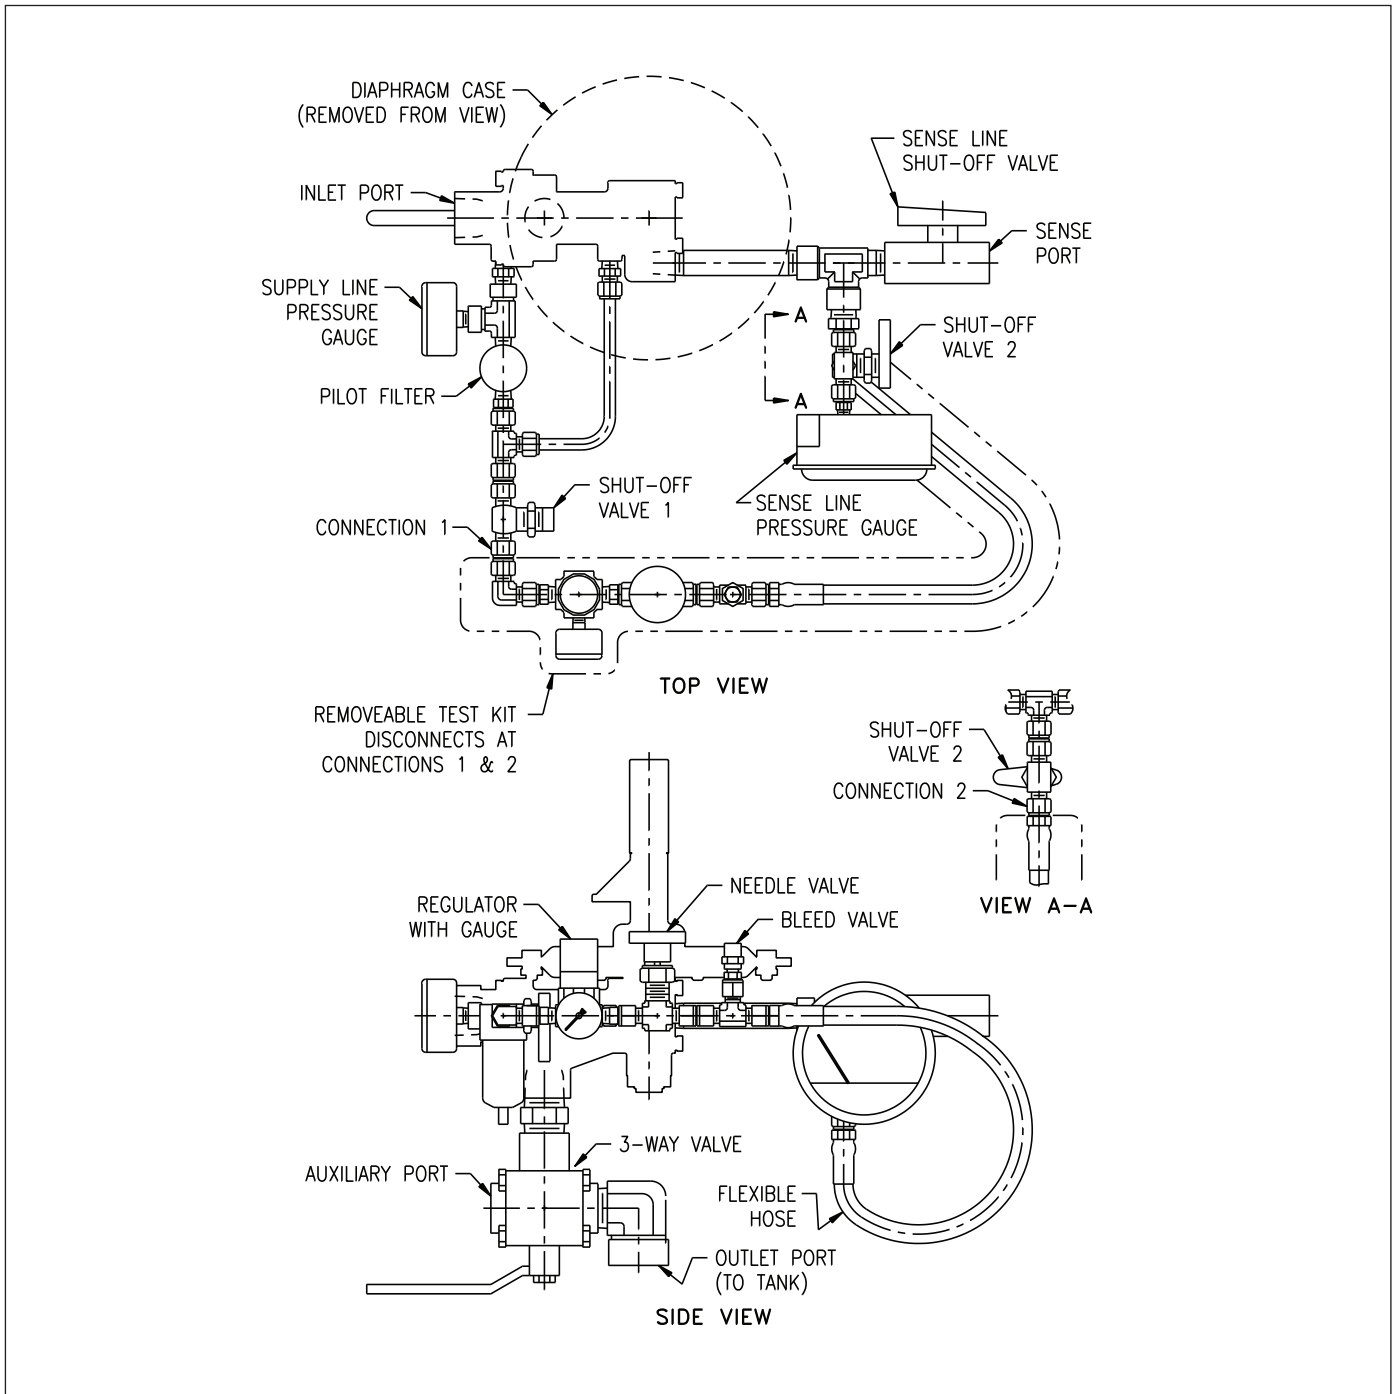 DIAPHRAGM CASE
(REMOVED FROM VIEW)
SENSE LINE
SHUT-OFF VALVE
INLET PORT
SENSE
PORT
SUPPLY LINE
PRESSURE
GAUGE
A
SHUT-OFF
VALVE 2
PILOT FILTER
A
SHUT-OFF
VALVE 1
SENSE LINE
PRESSURE GAUGE
CONNECTION 1
TOP VIEW
REMOVEABLE TEST KIT
DISCONNECTS AT
CONNECTIONS 1 & 2
SHUT-OFF
VALVE 2
CONNECTION 2
VIEW A-A
NEEDLE VALVE
REGULATOR
WITH GAUGE
BLEED VALVE
3-WAY VALVE
AUXILIARY PORT
FLEXIBLE
HOSE
OUTLET PORT
(TO TANK)
SIDE VIEW